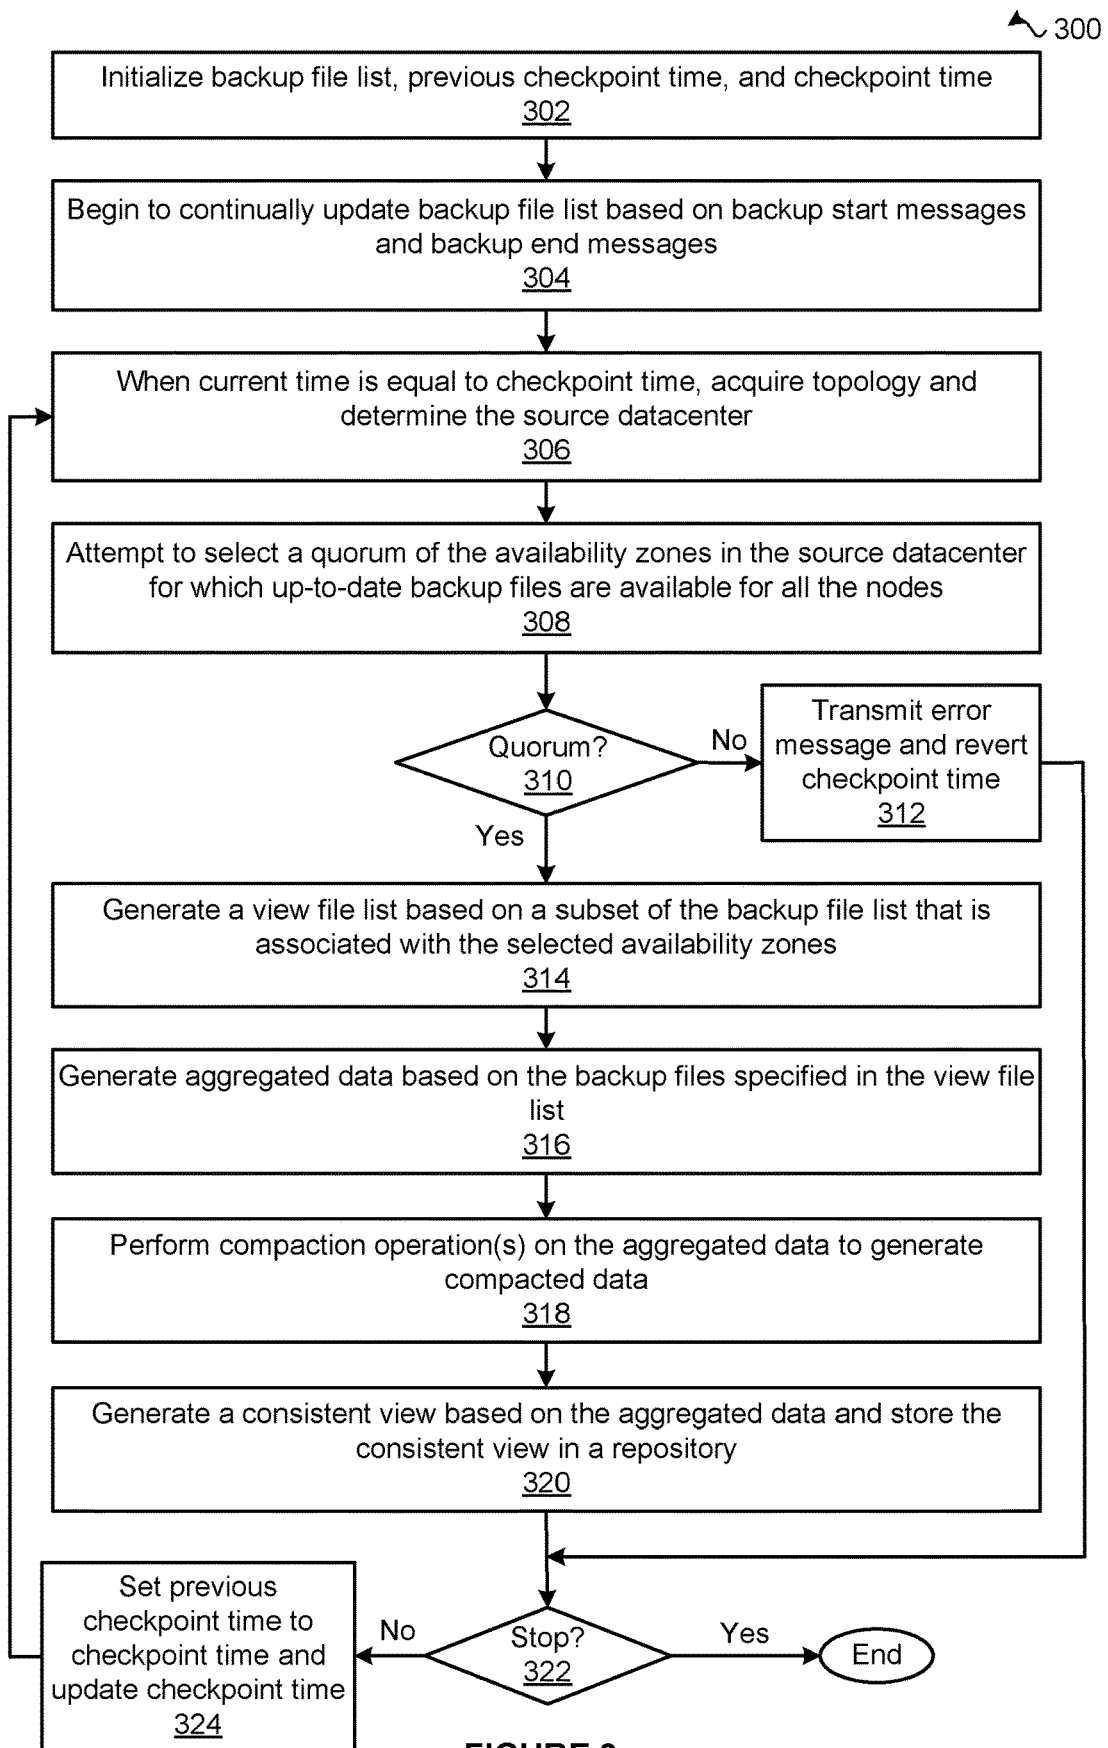 300
Initialize backup file list, previous checkpoint time, and checkpoint time
302
Begin to continually update backup file list based on backup start messages
and backup end messages
304
When current time is equal to checkpoint time, acquire topology and
determine the source datacenter
306
Attempt to select a quorum of the availability zones in the source datacenter
for which up-to-date backup files are available for all the nodes
308
Quorum?
310
No
Transmit error
message and revert
checkpoint time
312
Yes
Generate a view file list based on a subset of the backup file list that is
associated with the selected availability zones
314
Generate aggregated data based on the backup files specified in the view file
list
316
Perform compaction operation(s) on the aggregated data to generate
compacted data
318
Generate a consistent view based on the aggregated data and store the
consistent view in a repository
320
Set previous
checkpoint time to
checkpoint time and
update checkpoint time
324
No
Stop?
322
Yes
End
FIGURE